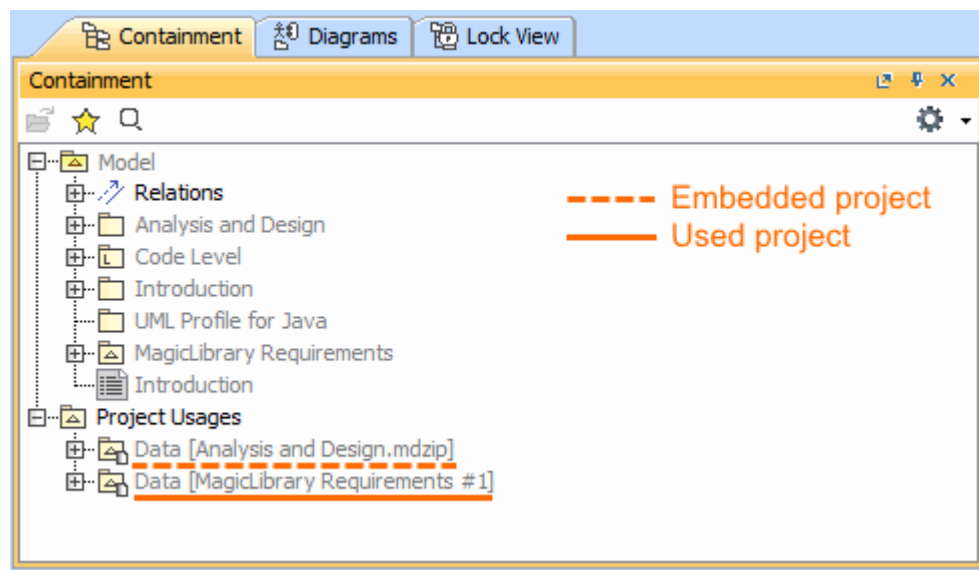 Containment Diagrams Lock View
Containment
Model
Relations
Embedded project
Analysis and Design
Used project
Code Level
Introduction
UML Profile for Java
MagicLibrary Requirements
Introduction
Project Usages
Data [Analysis and Design.mdzip]
Data [MagicLibrary Requirements #1]